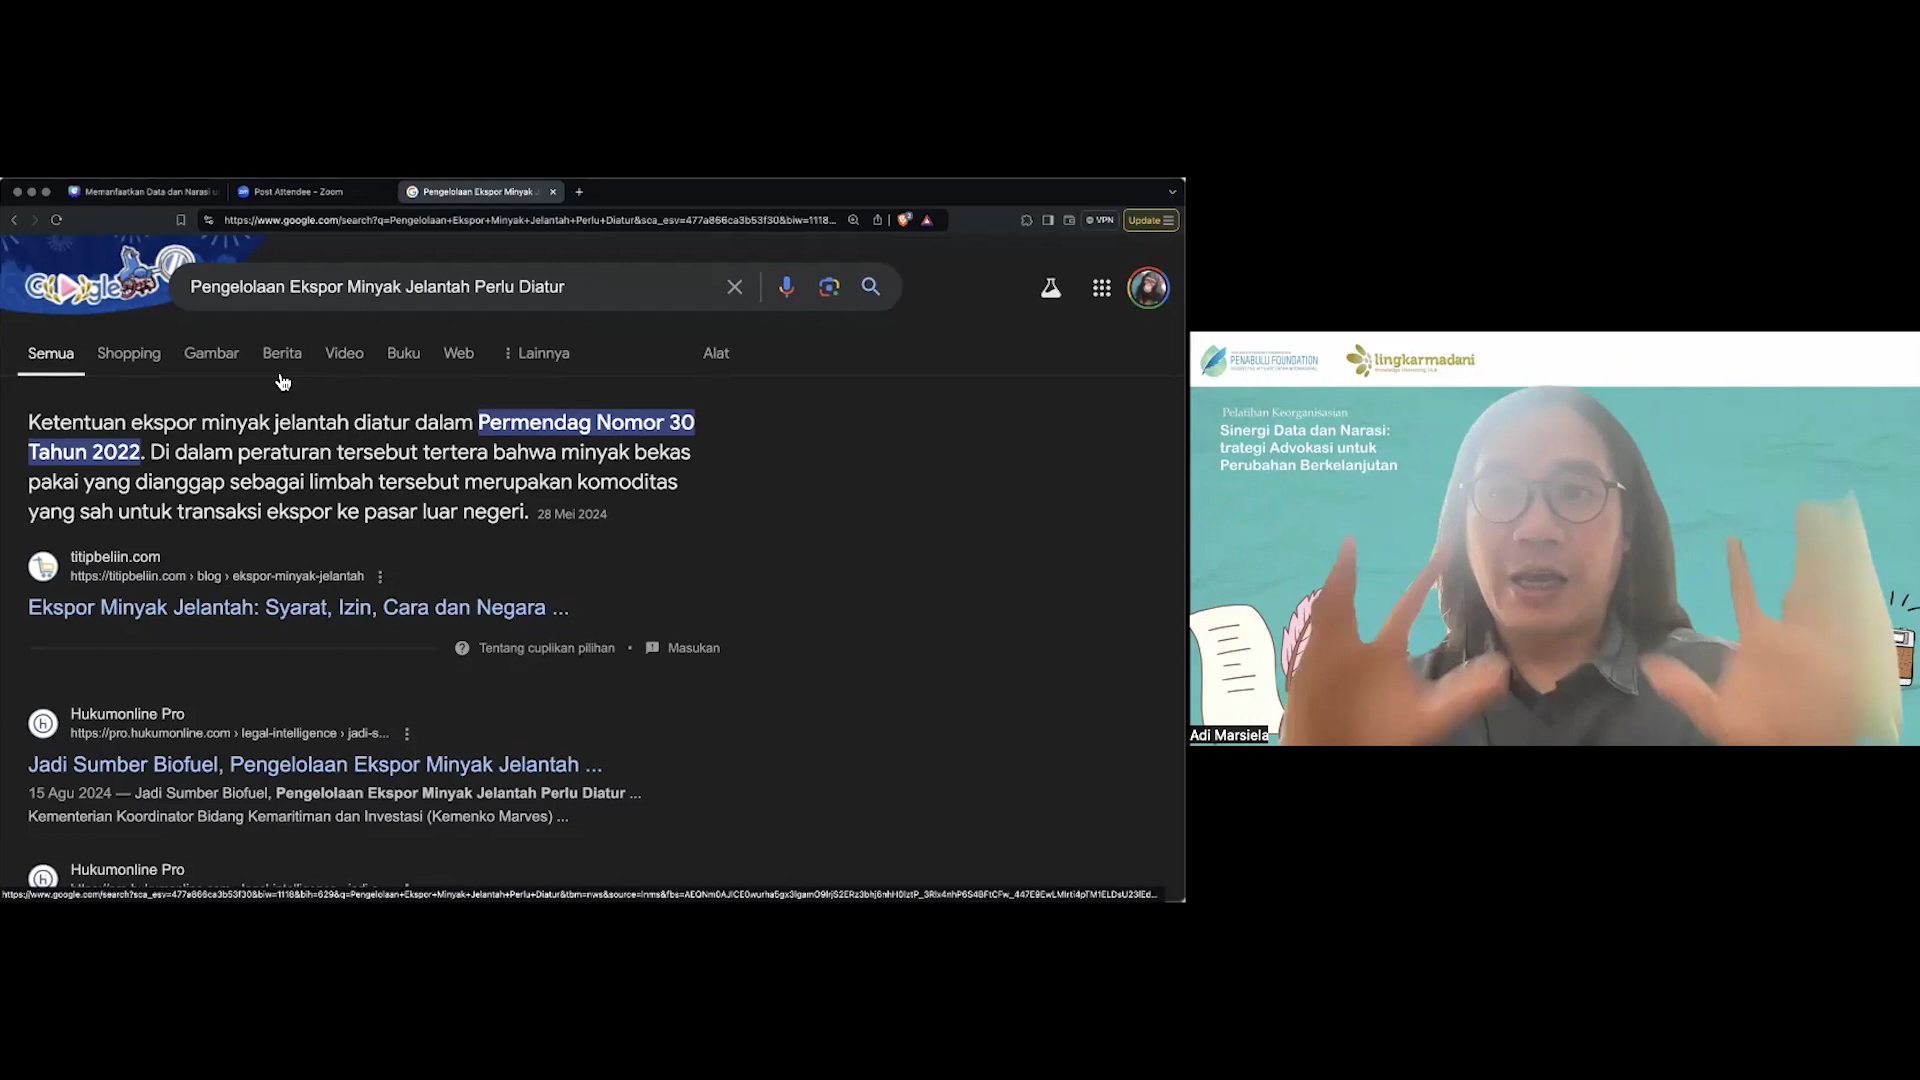 Memanfaatkan Data dan Narasi u
Post Attendee - Zoom
Pengelolaan Ekspor Minyak J
https://www.google.com/search?q=Pengelolaan+Ekspor+Minyak+Jelantah+Perlu+Diatur&sca_esv=477a866ca3b53f30&biw=1118...
VPN
Update
Google
Pengelolaan Ekspor Minyak Jelantah Perlu Diatur
Semua
Shopping
Gambar
Berita
Video
Buku
Web
Lainnya
Alat
Ketentuan ekspor minyak jelantah diatur dalam Permendag Nomor 30
Tahun 2022. Di dalam peraturan tersebut tertera bahwa minyak bekas
pakai yang dianggap sebagai limbah tersebut merupakan komoditas
yang sah untuk transaksi ekspor ke pasar luar negeri. 28 Mei 2024
titipbeliin.com
https://titipbeliin.com › blog › ekspor-minyak-jelantah
Ekspor Minyak Jelantah: Syarat, Izin, Cara dan Negara ...
Tentang cuplikan pilihan • Masukan
Hukumonline Pro
https://pro.hukumonline.com › legal-intelligence › jadi-s...
Jadi Sumber Biofuel, Pengelolaan Ekspor Minyak Jelantah ...
15 Agu 2024 — Jadi Sumber Biofuel, Pengelolaan Ekspor Minyak Jelantah Perlu Diatur ...
Kementerian Koordinator Bidang Kemaritiman dan Investasi (Kemenko Marves) ...
Hukumonline Pro
PENABULU FOUNDATION
lingkarmadani
Pelatihan Keorganisasian
Sinergi Data dan Narasi:
trategi Advokasi untuk
Perubahan Berkelanjutan
Adi Marsiela